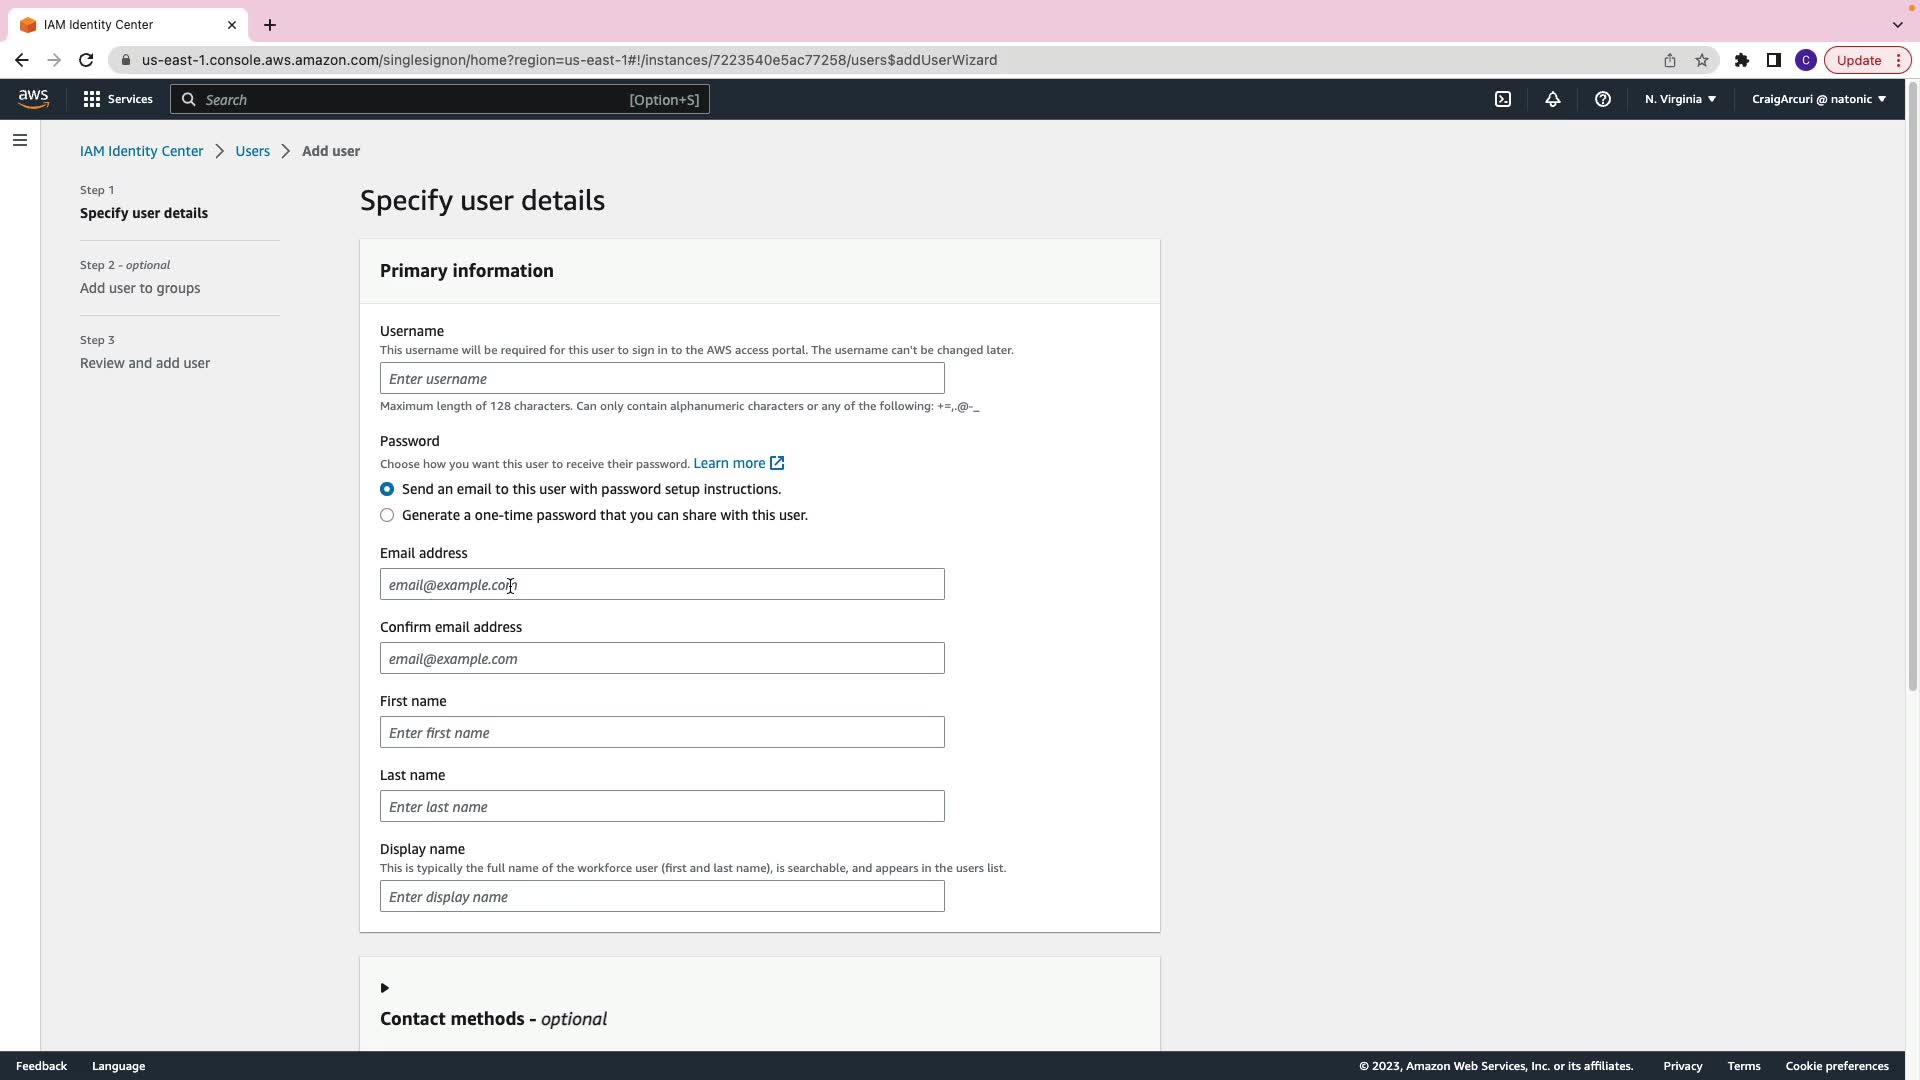 IAM Identity Center
us-east-1.console.aws.amazon.com/singlesignon/home?region=us-east-1#!/instances/7223540e5ac77258/users$addUserWizard
C
Update
aws
Services
Search
[Option+S]
N. Virginia
CraigArcuri @ natonic
IAM Identity Center
Users
Add user
Step 1
Specify user details
Step 2 - optional
Add user to groups
Step 3
Review and add user
Specify user details
Primary information
Username
This username will be required for this user to sign in to the AWS access portal. The username can't be changed later.
Enter username
Maximum length of 128 characters. Can only contain alphanumeric characters or any of the following: +=,.@-_
Password
Choose how you want this user to receive their password. Learn more
Send an email to this user with password setup instructions.
Generate a one-time password that you can share with this user.
Email address
email@example.com
Confirm email address
email@example.com
First name
Enter first name
Last name
Enter last name
Display name
This is typically the full name of the workforce user (first and last name), is searchable, and appears in the users list.
Enter display name
Contact methods - optional
Feedback
Language
© 2023, Amazon Web Services, Inc. or its affiliates.
Privacy
Terms
Cookie preferences